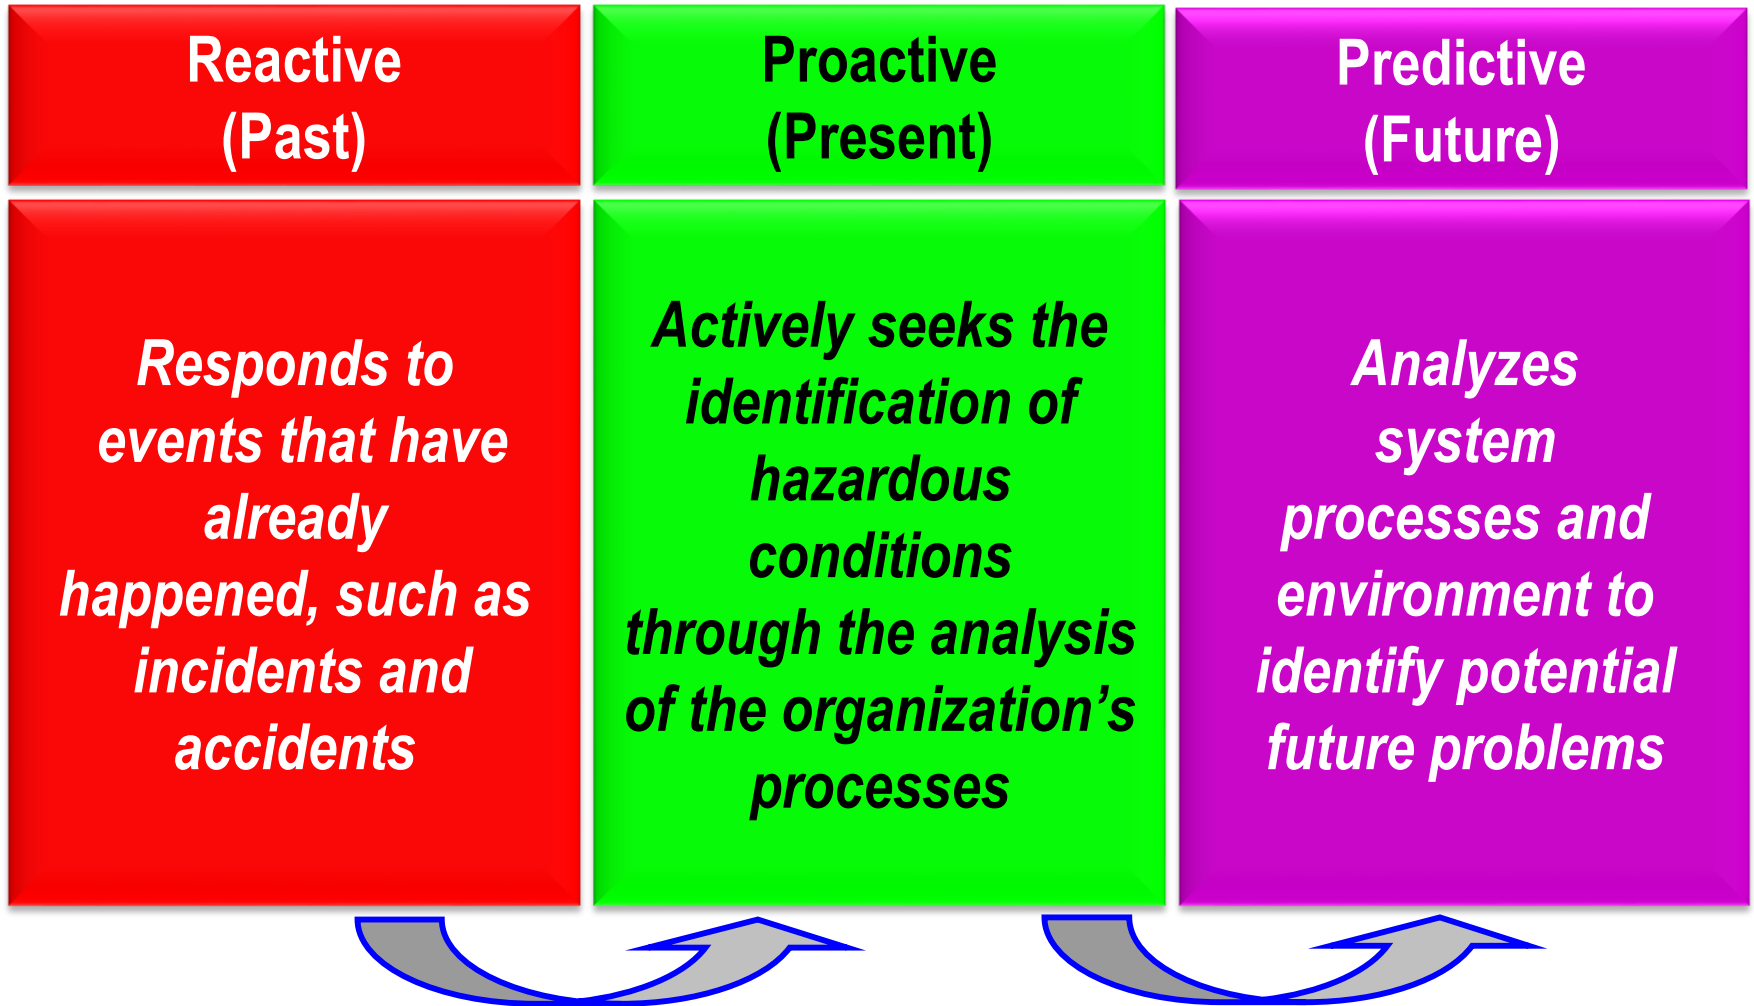 Reactive
(Past)
Proactive
(Present)
Predictive
(Future)
Responds to
events that have
already
happened, such as
incidents and
accidents
Actively seeks the
identification of
hazardous
conditions
through the analysis
of the organization’s
processes
Analyzes
system
processes and
environment to
identify potential
future problems